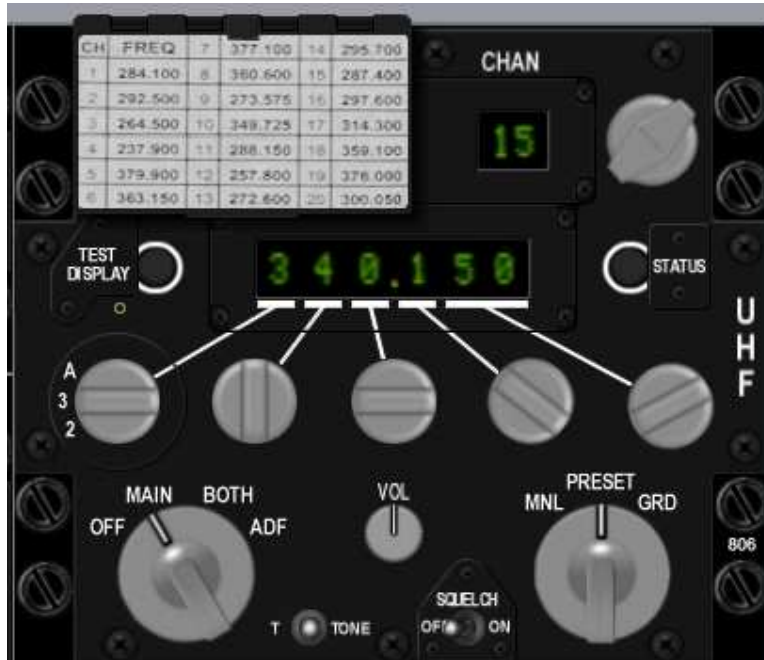 CH FREQ 7 377.100 14 295.700
1 284.100 8 360.600 15 287.400
2 292.500 9 273.575 16 297.600
3 264.500 10 349.725 17 314.300
4 237.900 11 288.150 18 359.100
5 379.900 12 257.800 19 376.000
6 363.150 13 272.600 20 300.050
CHAN
15
TEST
DISPLAY
340.150
STATUS
UHF
A
3
2
OFF MAIN BOTH ADF
VOL
MNL PRESET GRD
806
T TONE
SQUELCH
OFF ON